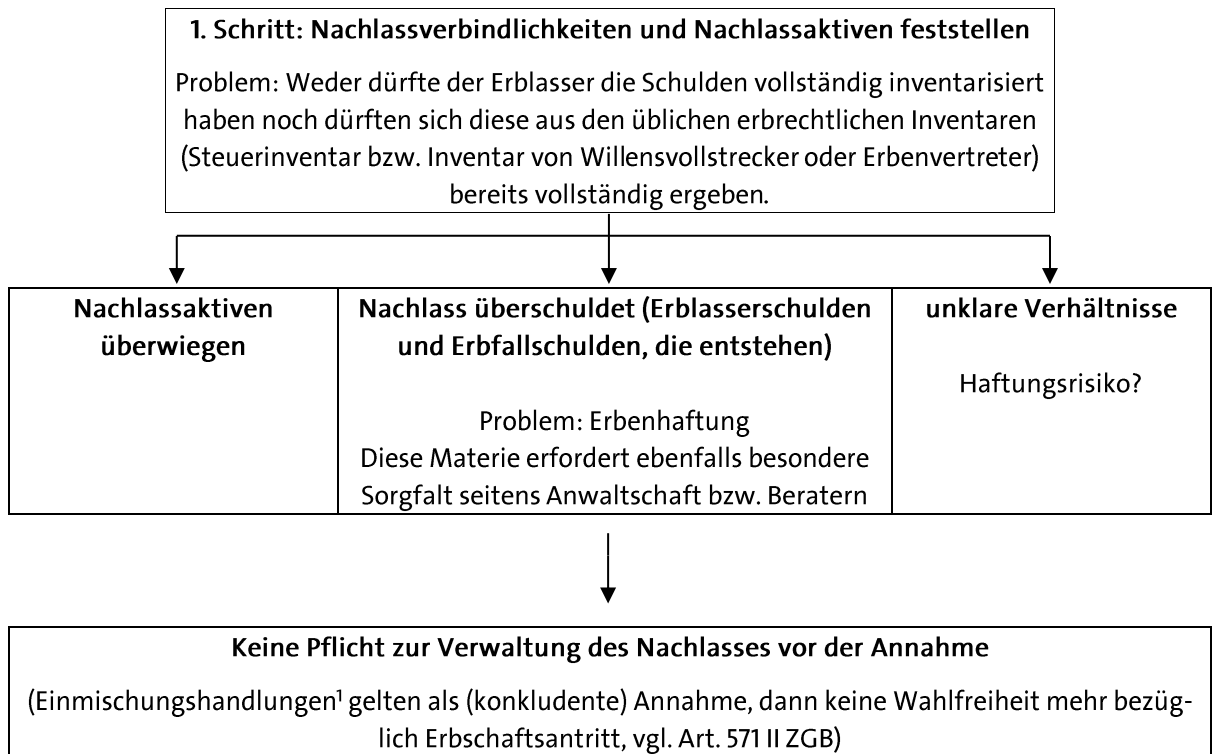 1. Schritt: Nachlassverbindlichkeiten und Nachlassaktiven feststellen
Problem: Weder dürfte der Erblasser die Schulden vollständig inventarisiert
haben noch dürften sich diese aus den üblichen erbrechtlichen Inventaren
(Steuerinventar bzw. Inventar von Willensvollstrecker oder Erbenvertreter)
bereits vollständig ergeben.
Nachlassaktiven
überwiegen
Nachlass überschuldet (Erblasserschulden
und Erbfallschulden, die entstehen)
Problem: Erbenhaftung
Diese Materie erfordert ebenfalls besondere
Sorgfalt seitens Anwaltschaft bzw. Beratern
unklare Verhältnisse
Haftungsrisiko?
Keine Pflicht zur Verwaltung des Nachlasses vor der Annahme
(Einmischungshandlungen¹ gelten als (konkludente) Annahme, dann keine Wahlfreiheit mehr bezüg-
lich Erbschaftsantritt, vgl. Art. 571 II ZGB)